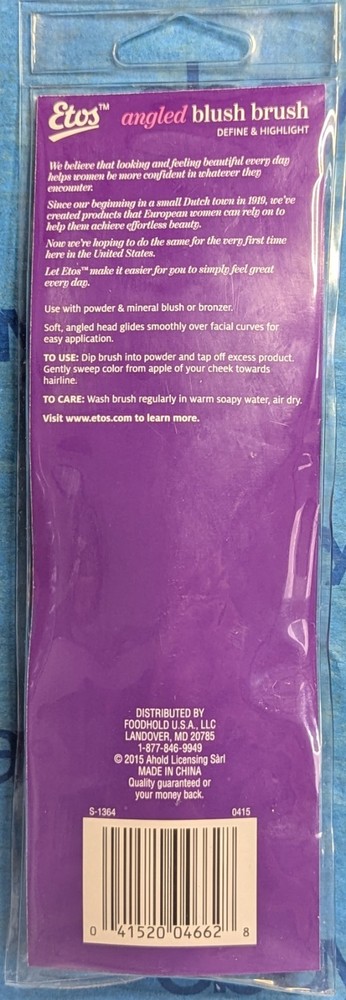 Etos™ angled blush brush
DEFINE & HIGHLIGHT
We believe that looking and feeling beautiful every day
helps women be more confident in whatever they
encounter.
Since our beginning in a small Dutch town in 1919, we've
created products that European women can rely on to
help them achieve effortless beauty.
Now we're hoping to do the same for the very first time
here in the United States.
Let Etos™ make it easier for you to simply feel great
every day.
Use with powder & mineral blush or bronzer.
Soft, angled head glides smoothly over facial curves for
easy application.
TO USE: Dip brush into powder and tap off excess product.
Gently sweep color from apple of your cheek towards
hairline.
TO CARE: Wash brush regularly in warm soapy water, air dry.
Visit www.etos.com to learn more.
DISTRIBUTED BY
FOODHOLD U.S.A., LLC
LANDOVER, MD 20785
1-877-846-9949
© 2015 Ahold Licensing Sàrl
MADE IN CHINA
Quality guaranteed or
your money back.
S-1364 0415
0 41520 04662 8